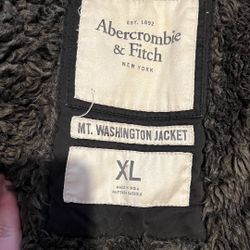 EST. 1892
Abercrombie
& Fitch
NEW YORK
MT. WASHINGTON JACKET
XL